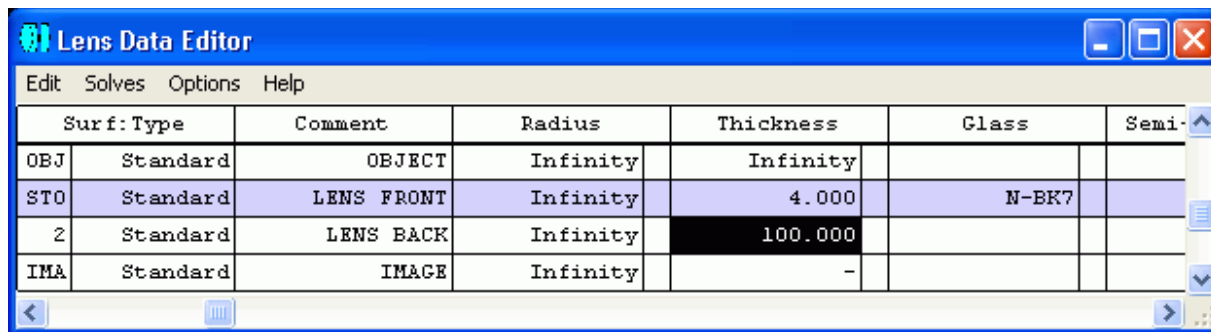 Lens Data Editor
Edit Solves Options Help
Surf:Type Comment Radius Thickness Glass Semi-
OBJ Standard OBJECT Infinity Infinity
STO Standard LENS FRONT Infinity 4.000 N-BK7
2 Standard LENS BACK Infinity 100.000
IMA Standard IMAGE Infinity -